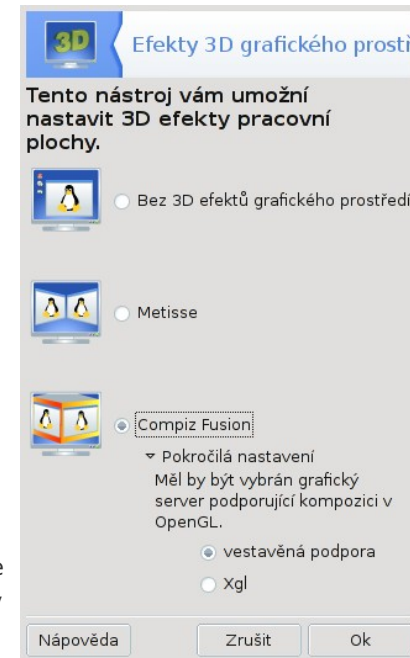 3D
Efekty 3D grafického prostř
Tento nástroj vám umožní
nastavit 3D efekty pracovní
plochy.
Bez 3D efektů grafického prostředí
Metisse
Compiz Fusion
Pokročilá nastavení
Měl by být vybrán grafický
server podporující kompozici v
OpenGL.
vestavěná podpora
Xgl
Nápověda
Zrušit
Ok